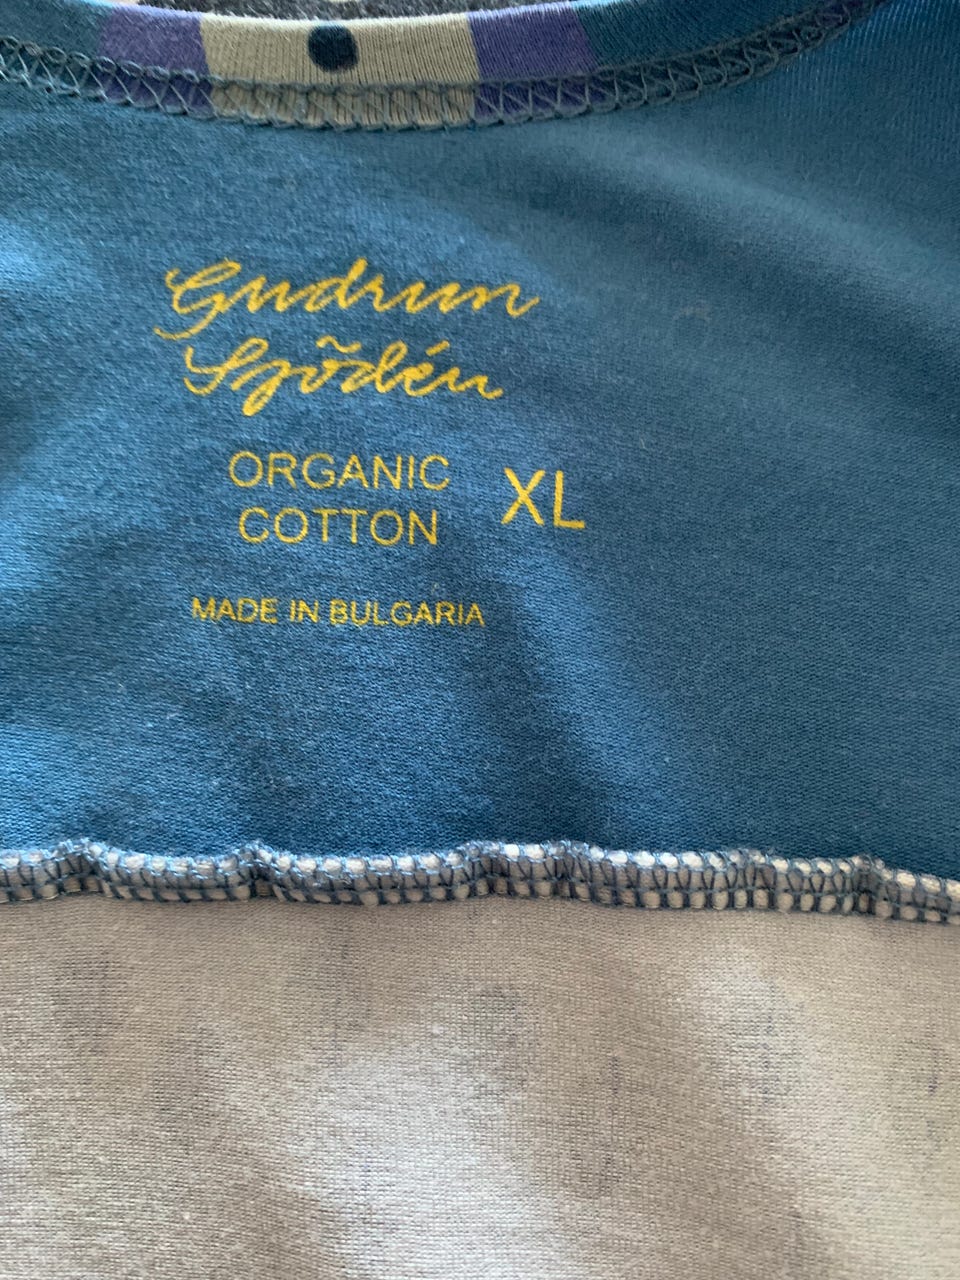 Gudrun
Sjödén
ORGANIC
COTTON
XL
MADE IN BULGARIA